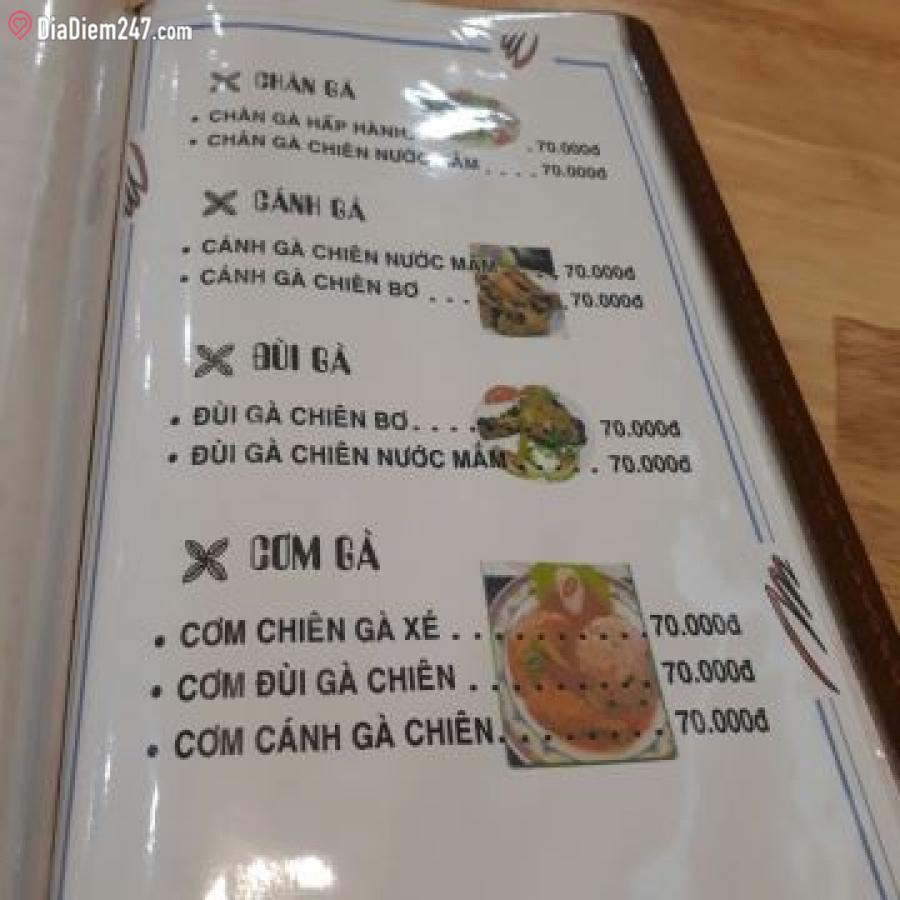 DiaDiem247.com
CHÂN GÀ
• CHÂN GÀ HẤP HÀNH. . 70.000đ
• CHÂN GÀ CHIÊN NƯỚC MẮM . . . . 70.000đ
CÁNH GÀ
• CÁNH GÀ CHIÊN NƯỚC MẮM . . 70.000đ
• CÁNH GÀ CHIÊN BƠ . . . . 70.000đ
ĐÙI GÀ
• ĐÙI GÀ CHIÊN BƠ . . . . 70.000đ
• ĐÙI GÀ CHIÊN NƯỚC MẮM . . . 70.000đ
CƠM GÀ
• CƠM CHIÊN GÀ XÉ . . . . . . . . . . 70.000đ
• CƠM ĐÙI GÀ CHIÊN . . . . . . . . . . 70.000đ
• CƠM CÁNH GÀ CHIÊN. . . . . . . . . 70.000đ